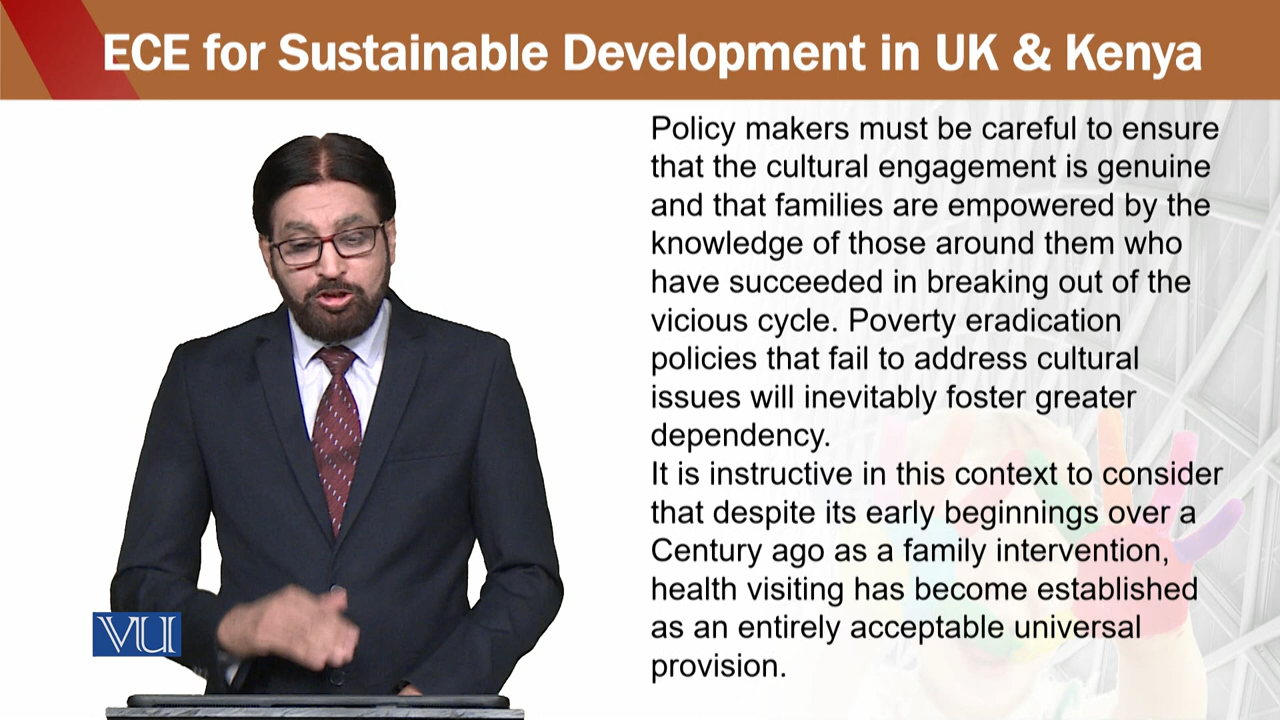 ECE for Sustainable Development in UK & Kenya
Policy makers must be careful to ensure
that the cultural engagement is genuine
and that families are empowered by the
knowledge of those around them who
have succeeded in breaking out of the
vicious cycle. Poverty eradication
policies that fail to address cultural
issues will inevitably foster greater
dependency.
It is instructive in this context to consider
that despite its early beginnings over a
Century ago as a family intervention,
health visiting has become established
as an entirely acceptable universal
provision.
VU